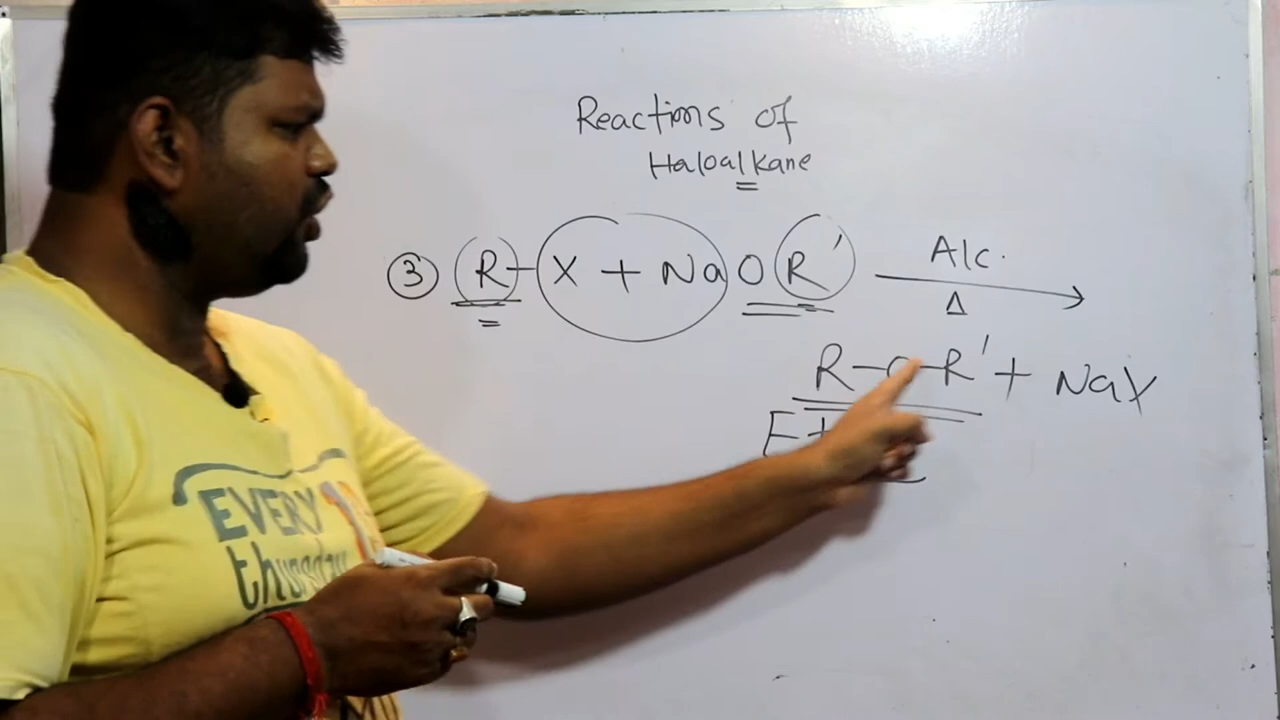 Reactions of
Haloalkane
③ R-X + NaOR' Alc.
Δ
R-O-R' + NaX
EVERY
thursday